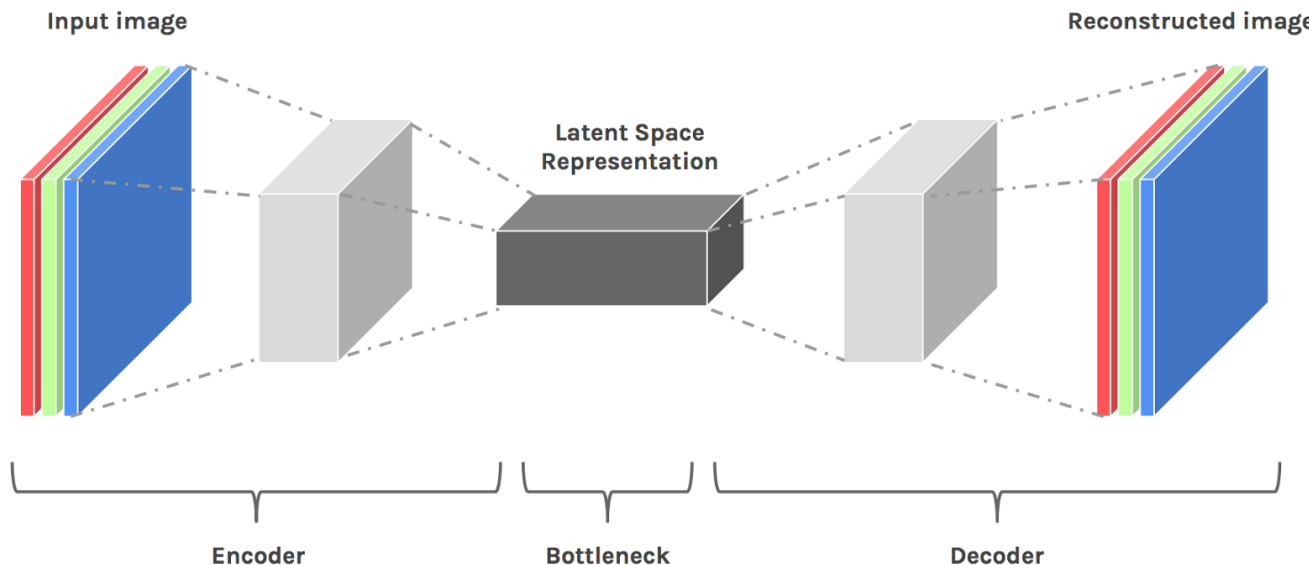 Input image
Reconstructed image
Latent Space
Representation
Encoder
Bottleneck
Decoder